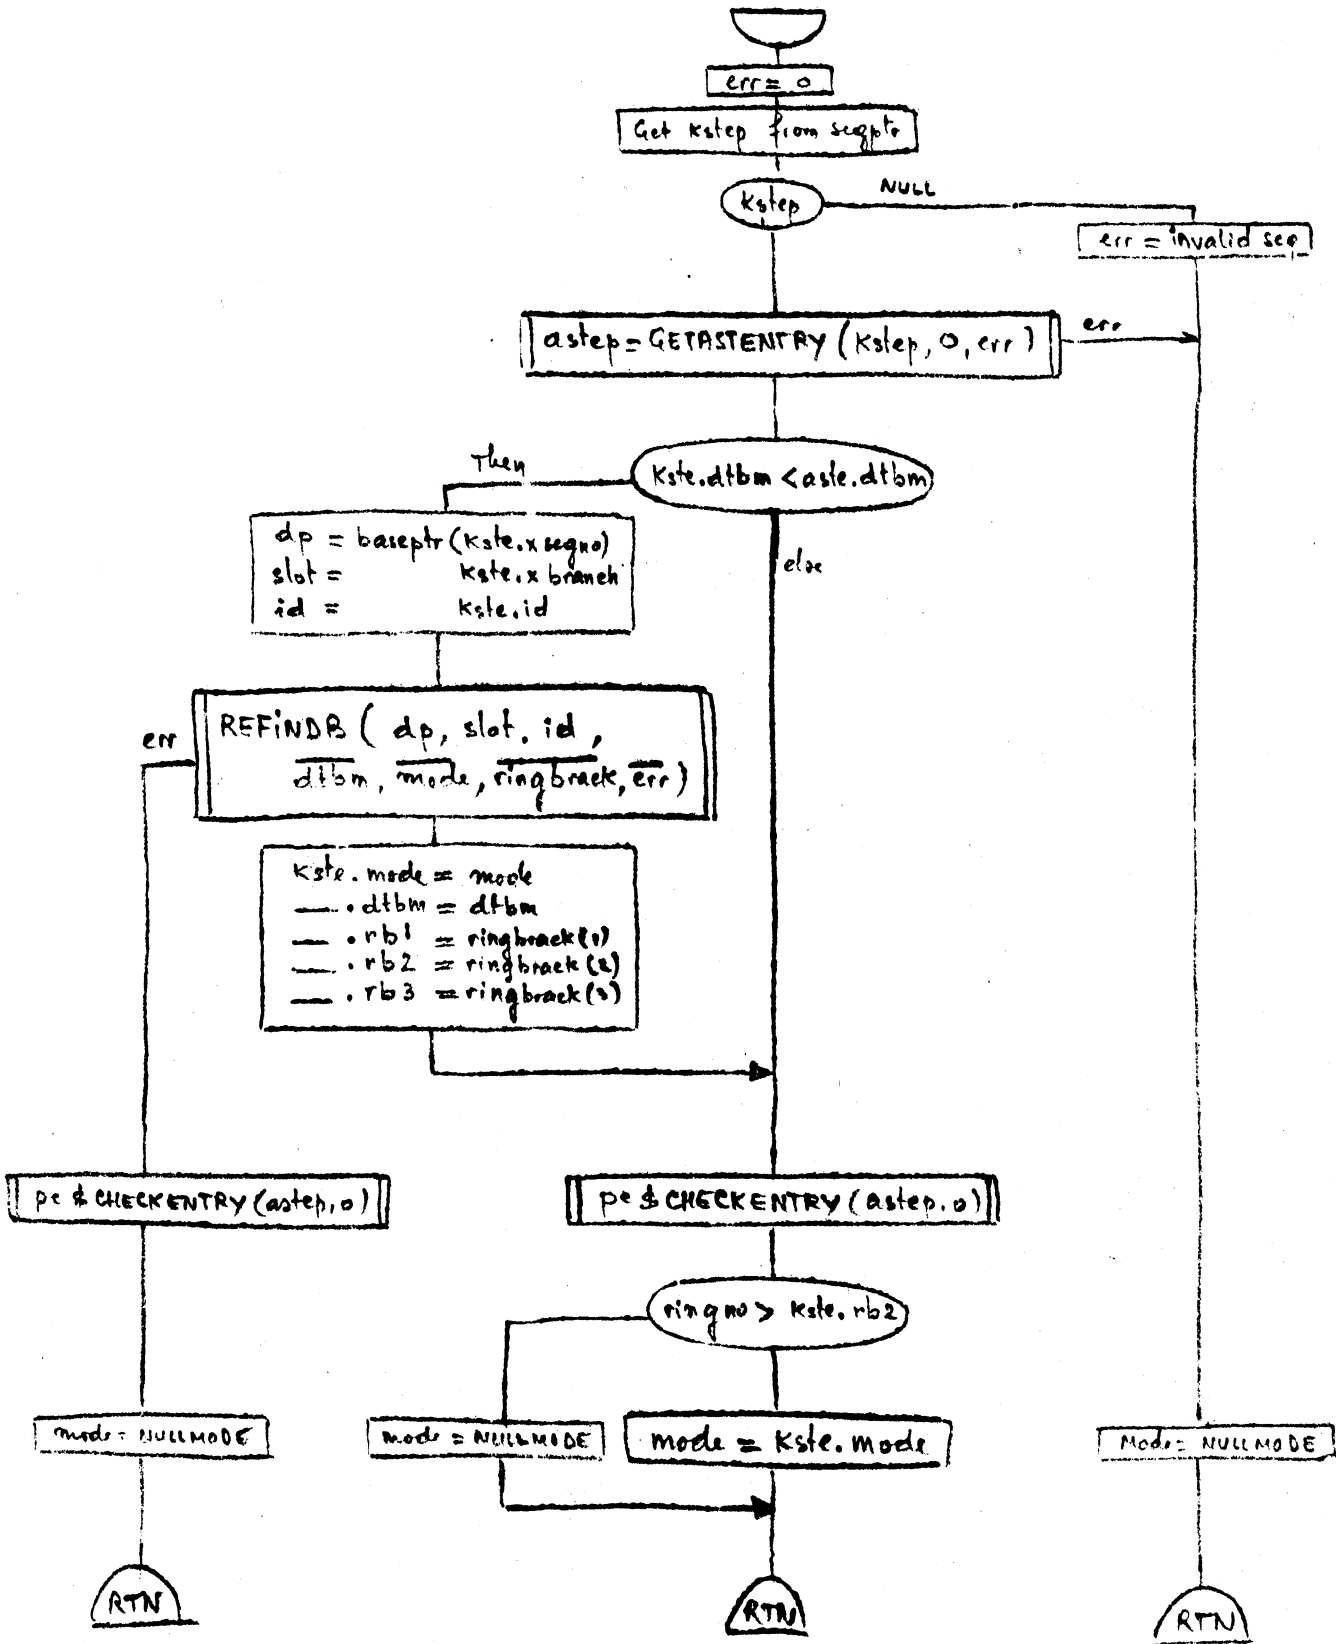 err = 0
Get kstep from segptr
kstep
NULL
err = invalid seg
astep = GETASTENTRY (kstep, 0, err)
err
Then
kste.dtbm < aste.dtbm
else
dp = baseptr (kste.xsegno)
slot = kste.xbranch
id = kste.id
err
REFINDB ( dp, slot, id,
dtbm, mode, ringbrack, err)
kste.mode = mode
__.dtbm = dtbm
__.rb1 = ringbrack(1)
__.rb2 = ringbrack(2)
__.rb3 = ringbrack(3)
pc $ CHECKENTRY (astep, 0)
pc $ CHECKENTRY (astep, 0)
ringno > kste.rb2
mode = NULLMODE
mode = NULLMODE
mode = kste.mode
Mode = NULLMODE
RTN
RTN
RTN